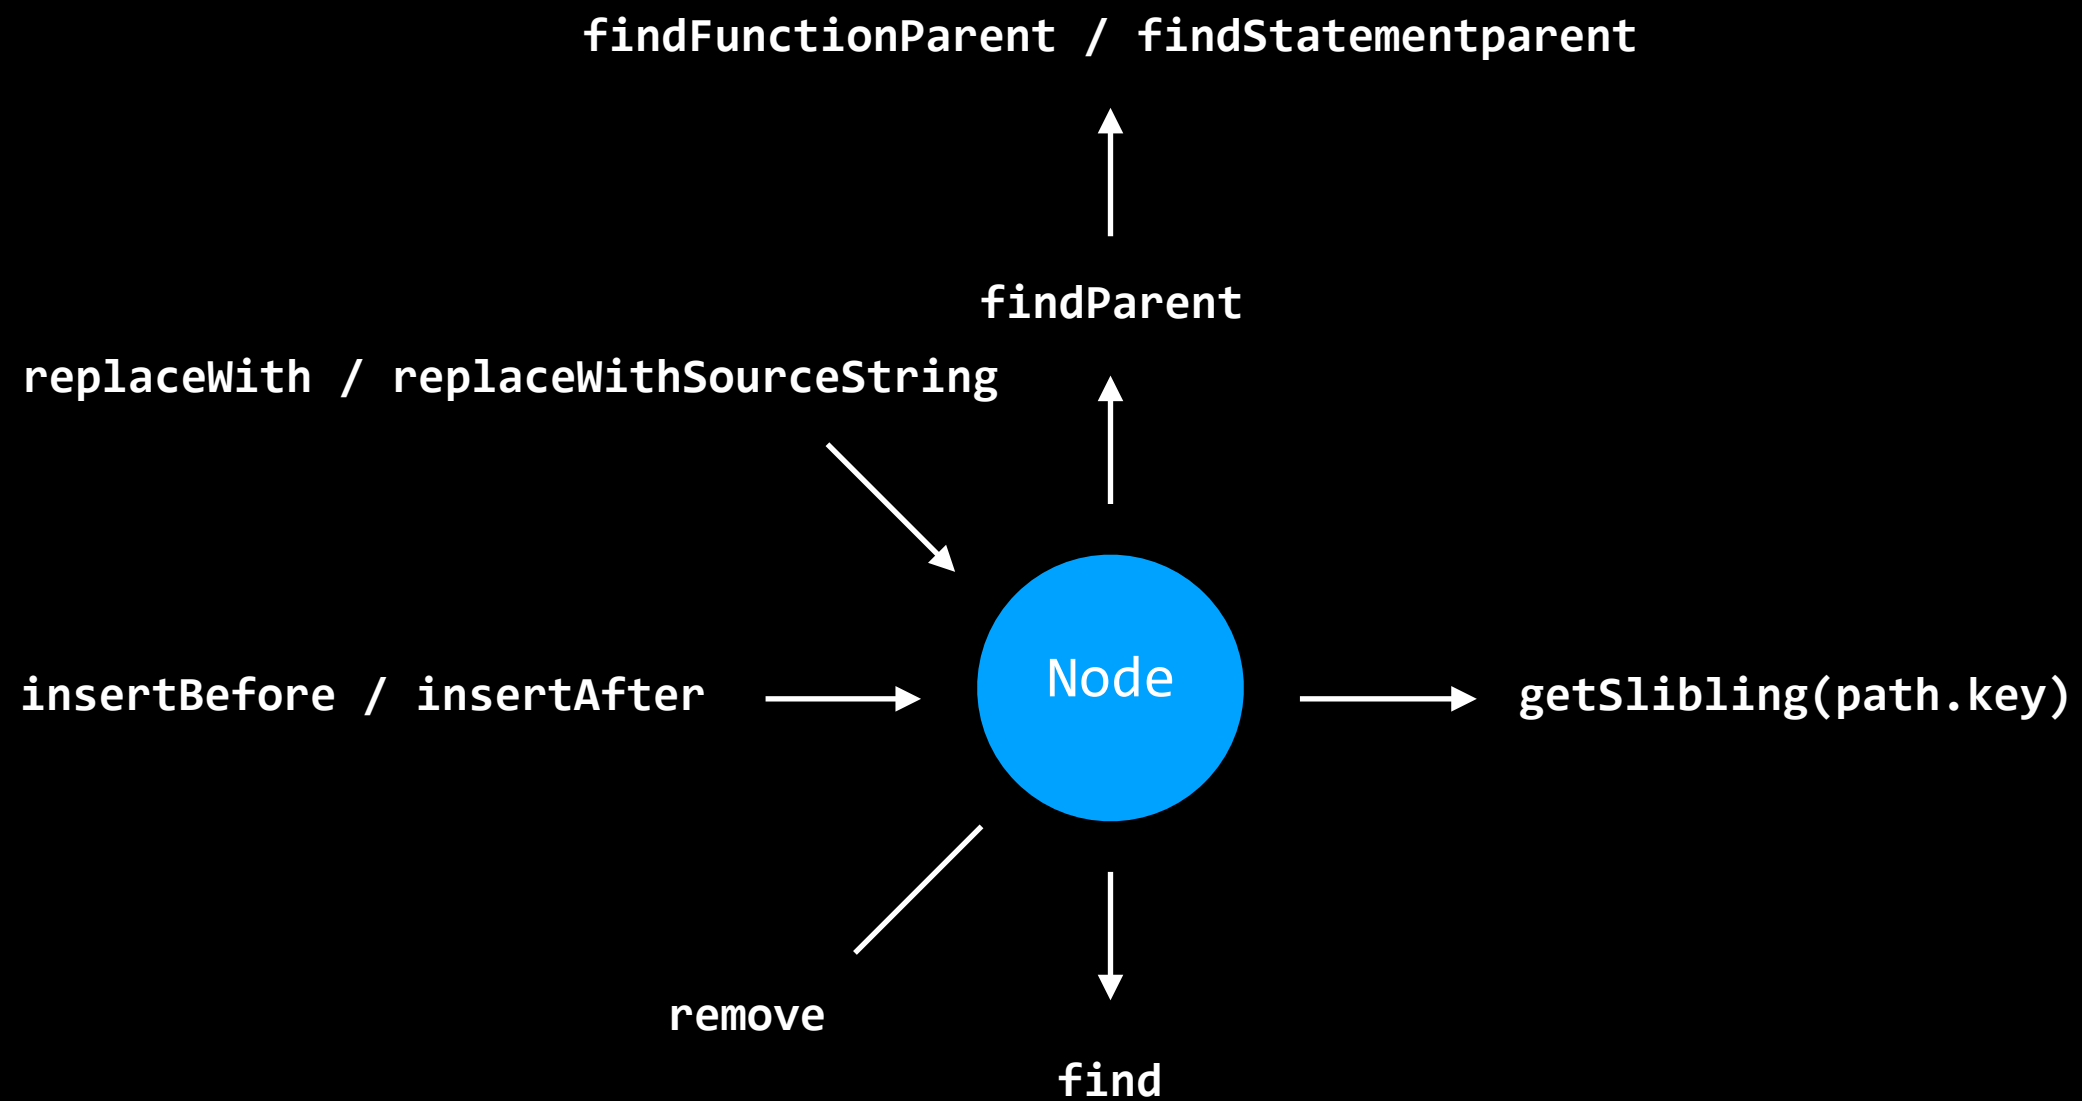 findFunctionParent / findStatementparent
findParent
replaceWith / replaceWithSourceString
Node
insertBefore / insertAfter
getSlibling(path.key)
remove
find